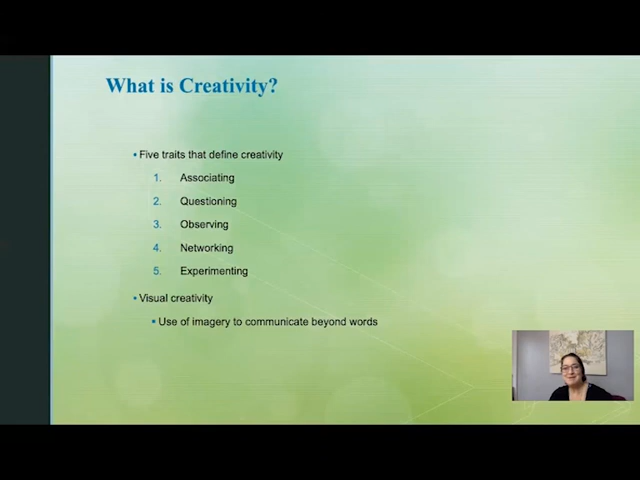 What is Creativity?
▪ Five traits that define creativity
1. Associating
2. Questioning
3. Observing
4. Networking
5. Experimenting
▪ Visual creativity
▪ Use of imagery to communicate beyond words